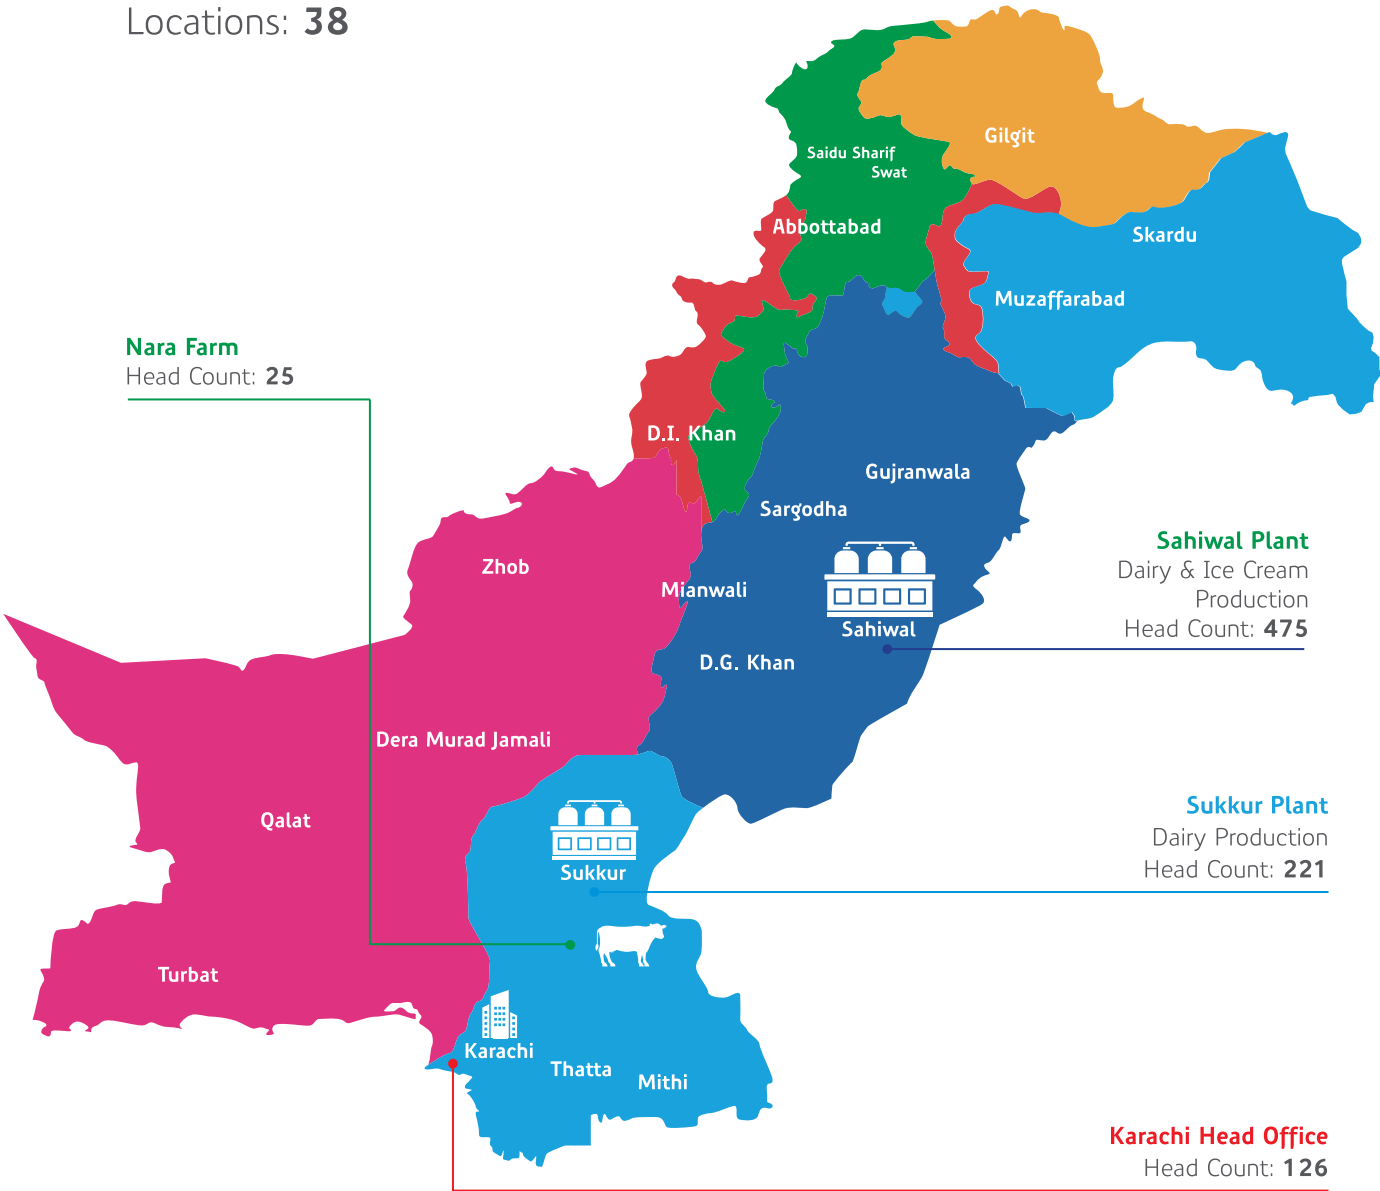 Locations: 38
Gilgit
Saidu Sharif
Swat
Abbottabad
Skardu
Muzaffarabad
Nara Farm
Head Count: 25
D.I. Khan
Gujranwala
Sargodha
Zhob
Mianwali
Sahiwal
D.G. Khan
Sahiwal Plant
Dairy & Ice Cream
Production
Head Count: 475
Dera Murad Jamali
Qalat
Sukkur
Sukkur Plant
Dairy Production
Head Count: 221
Turbat
Karachi
Thatta
Mithi
Karachi Head Office
Head Count: 126